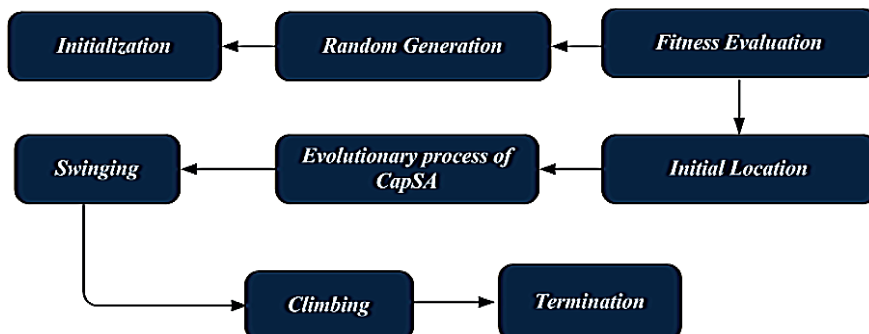 Initialization
Random Generation
Fitness Evaluation
Swinging
Evolutionary process of
CapSA
Initial Location
Climbing
Termination